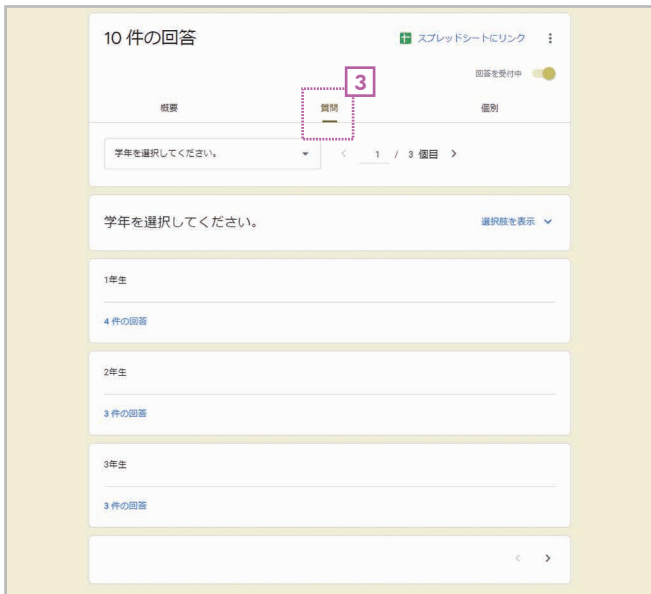 10 件の回答
スプレッドシートにリンク
回答を受付中
3
概要 質問 個別
学年を選択してください。 1 / 3 個目
学年を選択してください。 選択肢を表示
1年生
4 件の回答
2年生
3 件の回答
3年生
3 件の回答